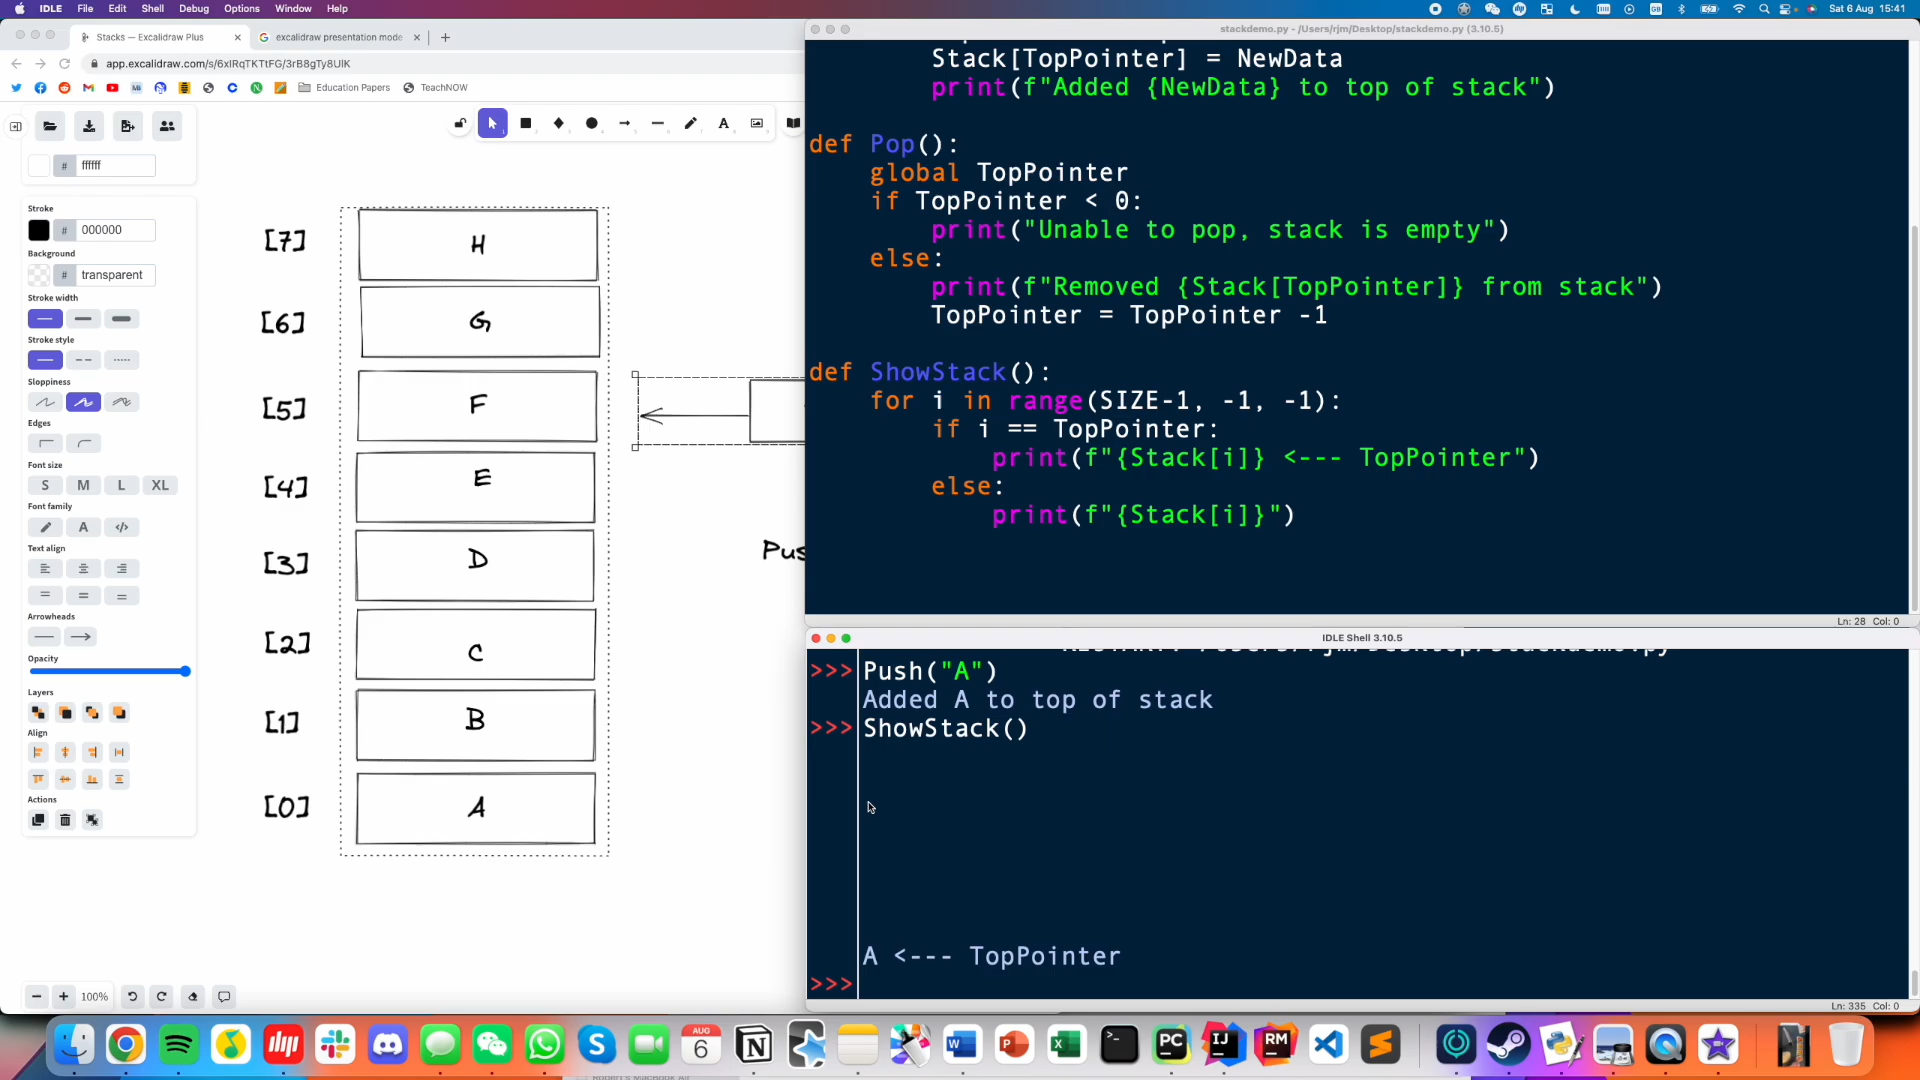 IDLE File Edit Shell Debug Options Window Help
Sat 6 Aug 15:41
Stacks — Excalidraw Plus
excalidraw presentation mode
app.excalidraw.com/s/6xlRqTKTtFG/3rB8gTy8UlK
Education Papers
TeachNOW
# ffffff
Stroke
# 000000
Background
# transparent
Stroke width
Stroke style
Sloppiness
Edges
Font size
S M L XL
Font family
A </>
Text align
Arrowheads
Opacity
Layers
Align
Actions
100%
[7] H
[6] G
[5] F
[4] E
[3] D
[2] C
[1] B
[0] A
stackdemo.py - /Users/rjm/Desktop/stackdemo.py (3.10.5)
Stack[TopPointer] = NewData
print(f"Added {NewData} to top of stack")
def Pop():
global TopPointer
if TopPointer < 0:
print("Unable to pop, stack is empty")
else:
print(f"Removed {Stack[TopPointer]} from stack")
TopPointer = TopPointer -1
def ShowStack():
for i in range(SIZE-1, -1, -1):
if i == TopPointer:
print(f"{Stack[i]} <--- TopPointer")
else:
print(f"{Stack[i]}")
Ln: 28 Col: 0
IDLE Shell 3.10.5
>>> Push("A")
Added A to top of stack
>>> ShowStack()
A <--- TopPointer
>>>
Ln: 335 Col: 0
AUG
6